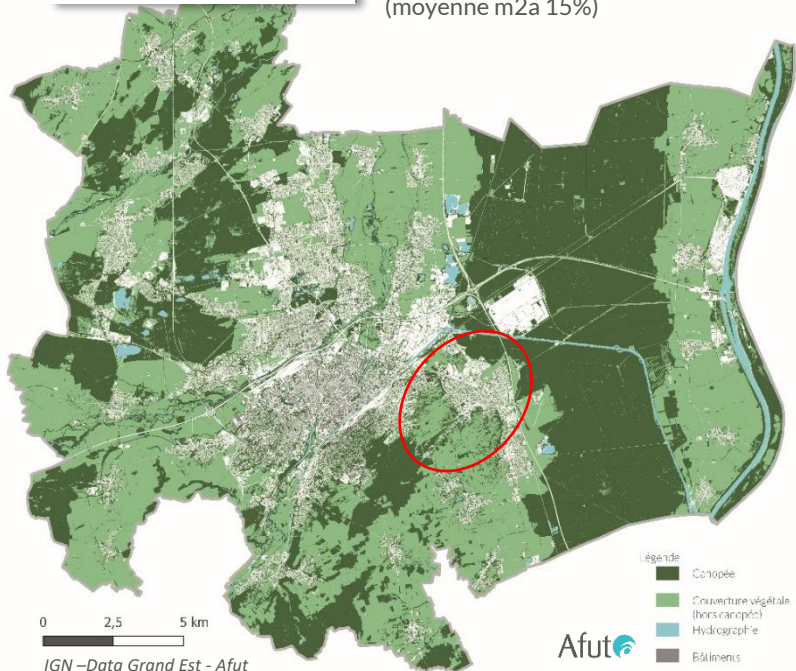 (moyenne m2a 15%)
Légende
Canopée
Couverture végétale
(hors canopée)
Hydrographie
Bâtiments
0 2,5 5 km
Afut
IGN –Data Grand Est - Afut